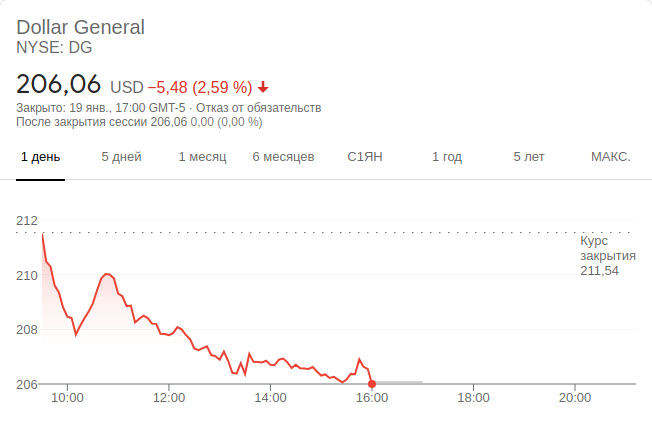 Dollar General
NYSE: DG
206,06 USD −5,48 (2,59 %)
Закрыто: 19 янв., 17:00 GMT-5 · Отказ от обязательств
После закрытия сессии 206,06 0,00 (0,00 %)
1 день 5 дней 1 месяц 6 месяцев С1ЯН 1 год 5 лет МАКС.
212
Курс
закрытия
211,54
210
208
206
10:00 12:00 14:00 16:00 18:00 20:00